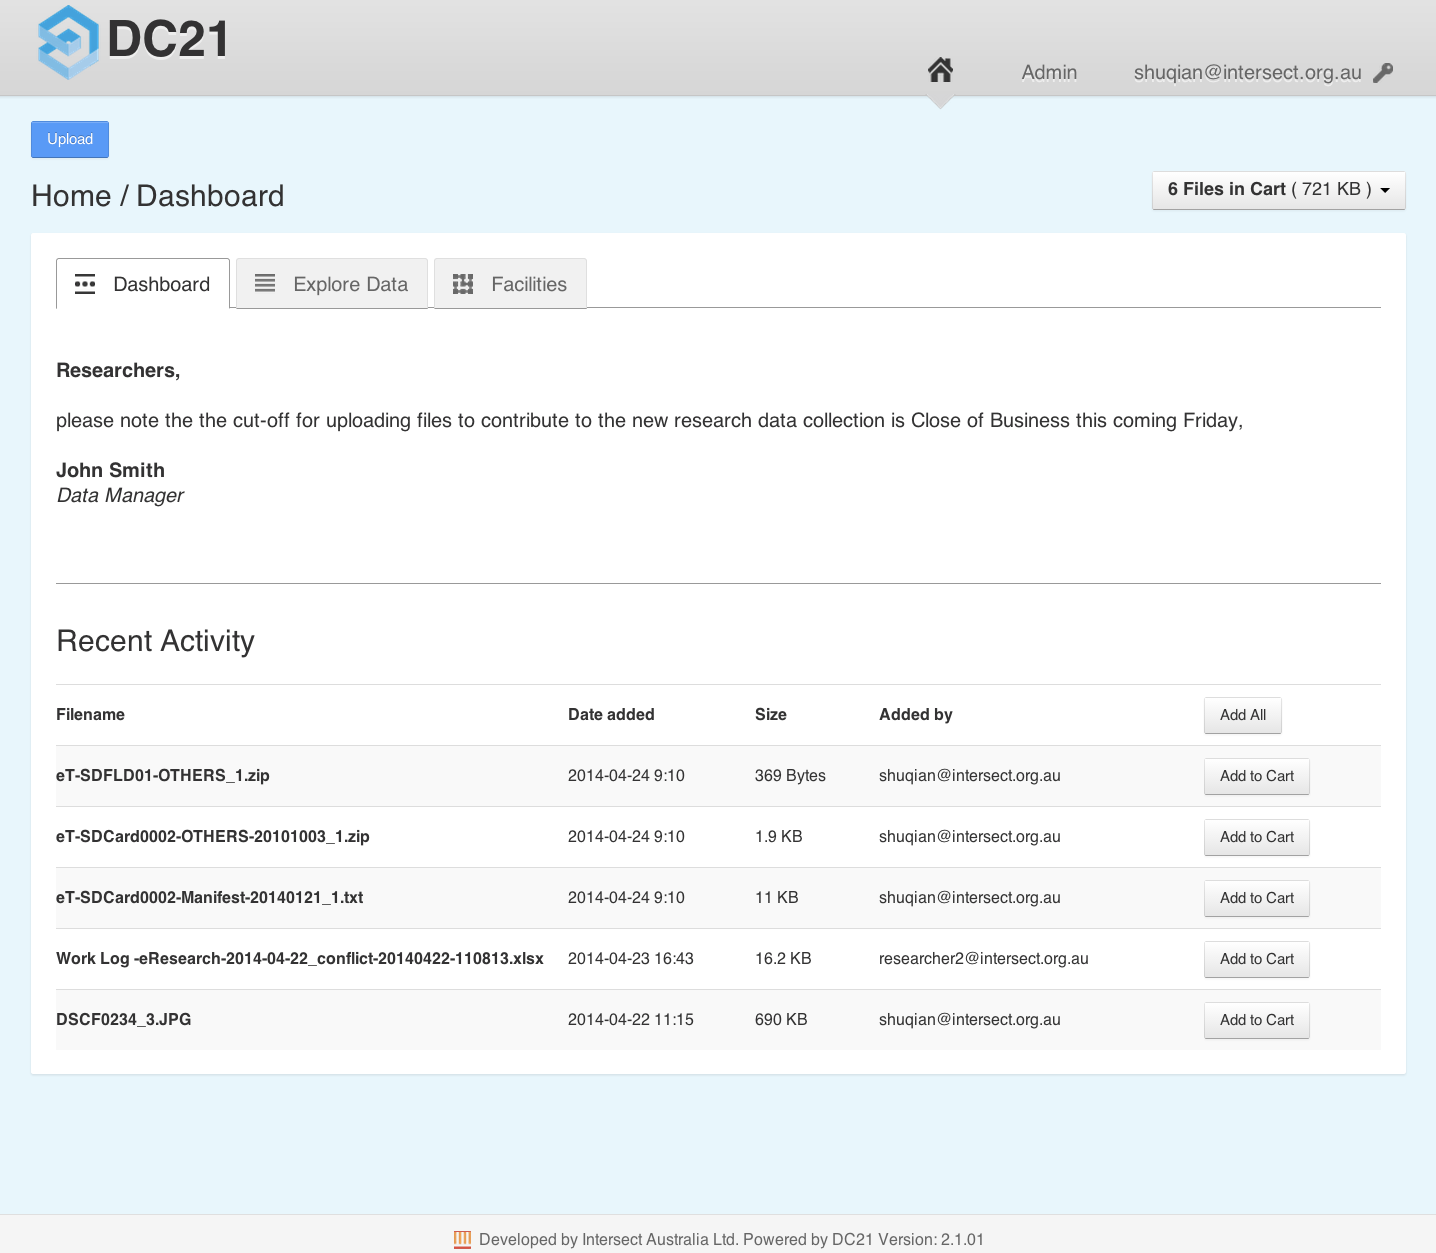 DC21
Admin
shuqian@intersect.org.au
Upload
Home / Dashboard
6 Files in Cart ( 721 KB )
Dashboard
Explore Data
Facilities
Researchers,
please note the the cut-off for uploading files to contribute to the new research data collection is Close of Business this coming Friday,
John Smith
Data Manager
Recent Activity
Filename Date added Size Added by Add All
eT-SDFLD01-OTHERS_1.zip 2014-04-24 9:10 369 Bytes shuqian@intersect.org.au Add to Cart
eT-SDCard0002-OTHERS-20101003_1.zip 2014-04-24 9:10 1.9 KB shuqian@intersect.org.au Add to Cart
eT-SDCard0002-Manifest-20140121_1.txt 2014-04-24 9:10 11 KB shuqian@intersect.org.au Add to Cart
Work Log -eResearch-2014-04-22_conflict-20140422-110813.xlsx 2014-04-23 16:43 16.2 KB researcher2@intersect.org.au Add to Cart
DSCF0234_3.JPG 2014-04-22 11:15 690 KB shuqian@intersect.org.au Add to Cart
Developed by Intersect Australia Ltd. Powered by DC21 Version: 2.1.01